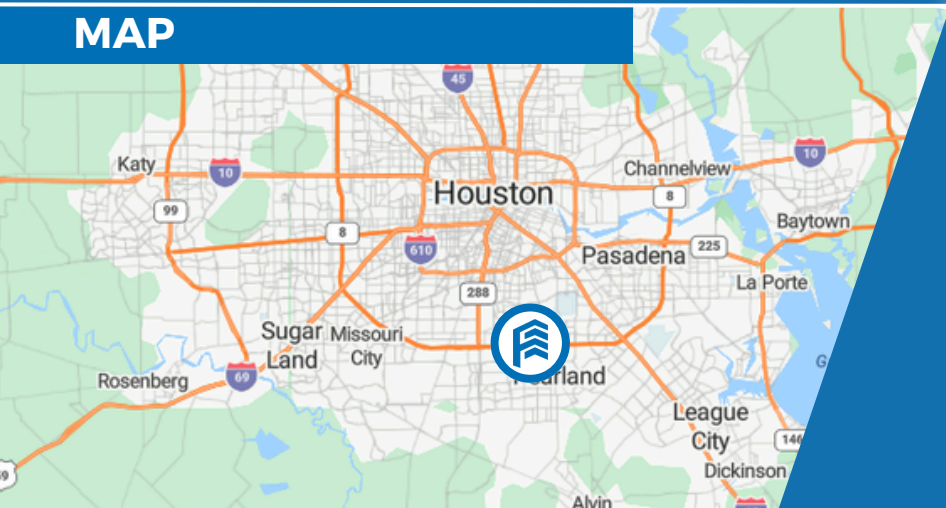 MAP
45
Katy
10
Channelview
10
Houston
8
99
Baytown
8
610
Pasadena
225
La Porte
288
Sugar
Land
Missouri
City
Rosenberg
69
League
City
146
Dickinson
Alvin